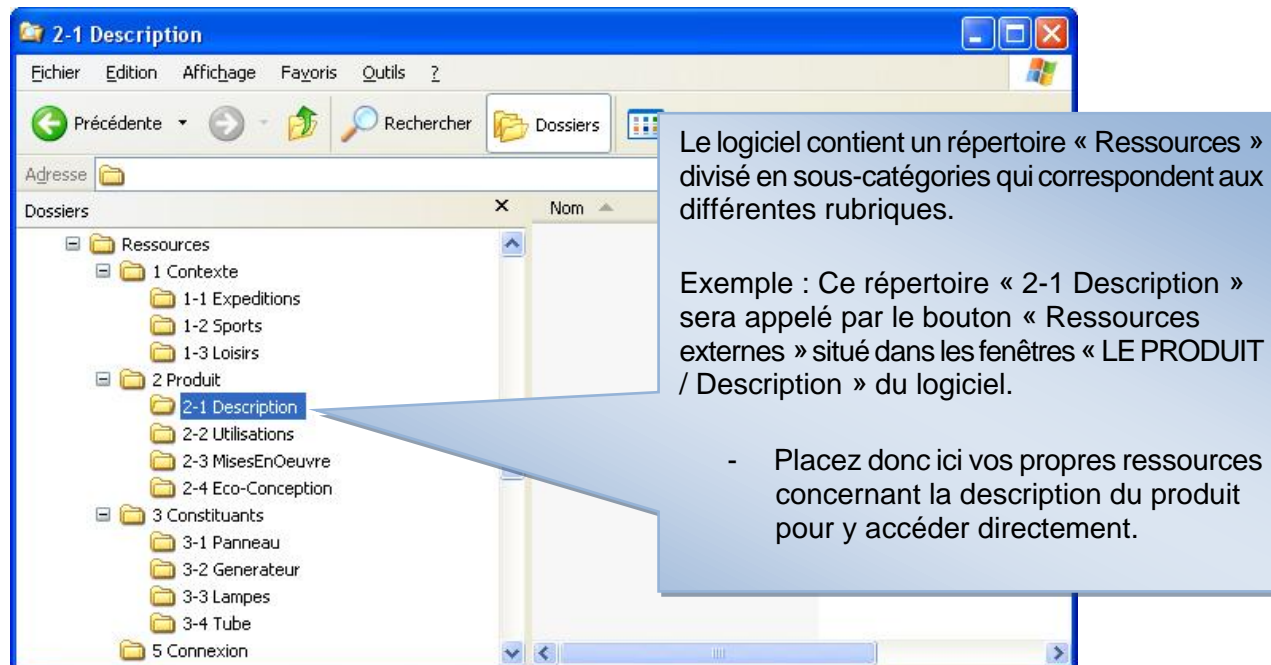 2-1 Description
Fichier Edition Affichage Favoris Outils ?
Précédente Rechercher Dossiers
Adresse
Dossiers x Nom
Ressources
1 Contexte
1-1 Expeditions
1-2 Sports
1-3 Loisirs
2 Produit
2-1 Description
2-2 Utilisations
2-3 MisesEnOeuvre
2-4 Eco-Conception
3 Constituants
3-1 Panneau
3-2 Generateur
3-3 Lampes
3-4 Tube
5 Connexion
Le logiciel contient un répertoire « Ressources »
divisé en sous-catégories qui correspondent aux
différentes rubriques.
Exemple : Ce répertoire « 2-1 Description »
sera appelé par le bouton « Ressources
externes » situé dans les fenêtres « LE PRODUIT
/ Description » du logiciel.
- Placez donc ici vos propres ressources
concernant la description du produit
pour y accéder directement.